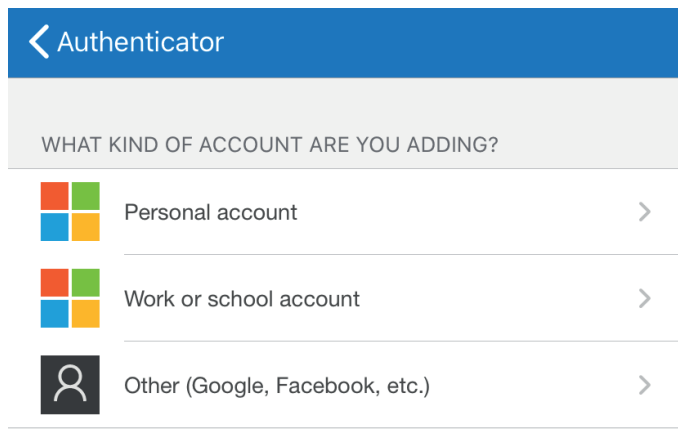 Authenticator
WHAT KIND OF ACCOUNT ARE YOU ADDING?
Personal account
Work or school account
Other (Google, Facebook, etc.)